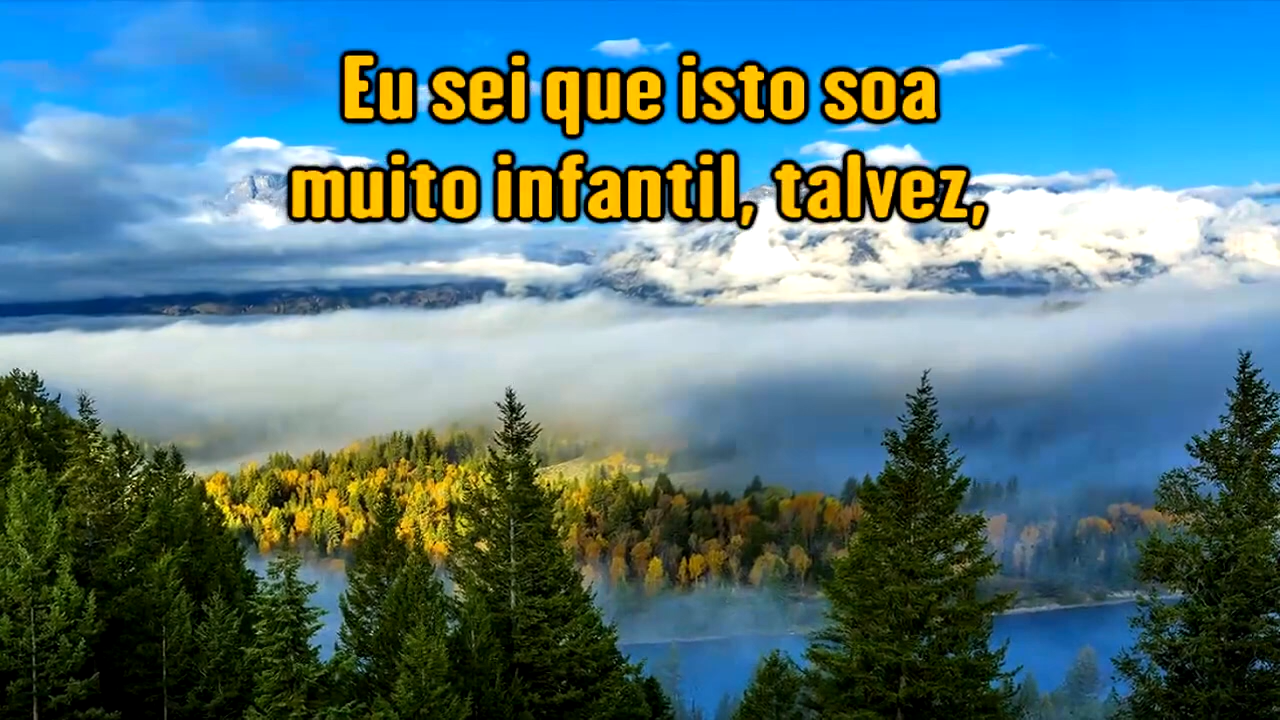 Eu sei que isto soa
muito infantil, talvez,